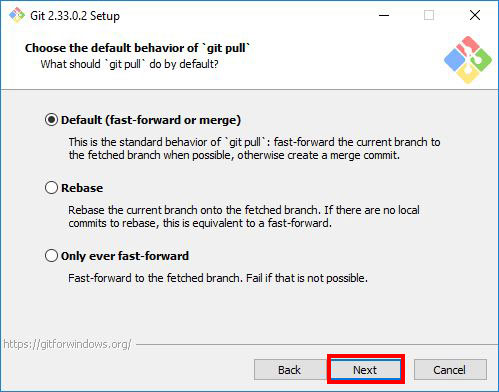 Git 2.33.0.2 Setup
Choose the default behavior of `git pull`
What should `git pull` do by default?
Default (fast-forward or merge)
This is the standard behavior of `git pull`: fast-forward the current branch to
the fetched branch when possible, otherwise create a merge commit.
Rebase
Rebase the current branch onto the fetched branch. If there are no local
commits to rebase, this is equivalent to a fast-forward.
Only ever fast-forward
Fast-forward to the fetched branch. Fail if that is not possible.
https://gitforwindows.org/
Back Next Cancel